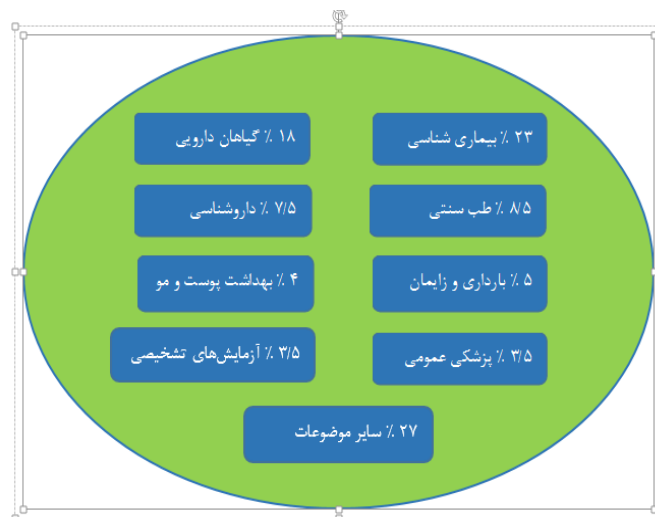 ۲۳ ٪ بیماری شناسی
۱۸ ٪ گیاهان دارویی
۸/۵ ٪ طب سنتی
۷/۵ ٪ داروشناسی
۵ ٪ بارداری و زایمان
۴ ٪ بهداشت پوست و مو
۳/۵ ٪ پزشکی عمومی
۳/۵ ٪ آزمایش‌های تشخیصی
۲۷ ٪ سایر موضوعات